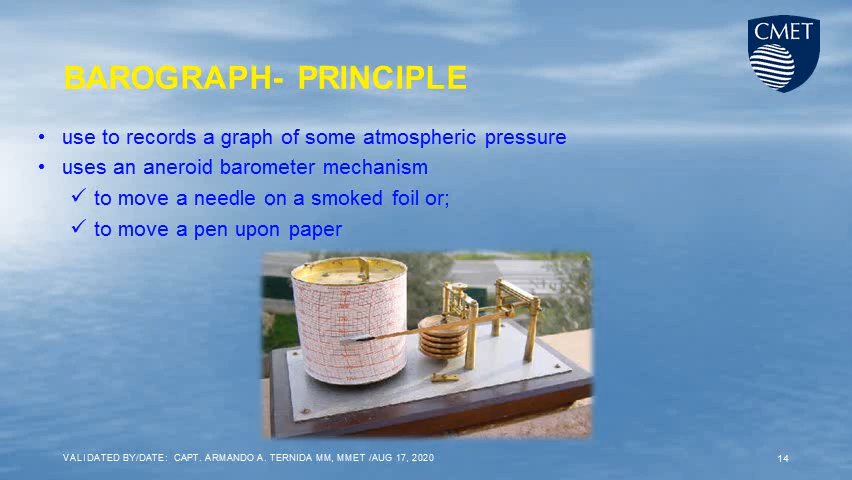 CMET
BAROGRAPH- PRINCIPLE
• use to records a graph of some atmospheric pressure
• uses an aneroid barometer mechanism
✓ to move a needle on a smoked foil or;
✓ to move a pen upon paper
VALIDATED BY/DATE: CAPT. ARMANDO A. TERNIDA MM, MMET /AUG 17, 2020
14